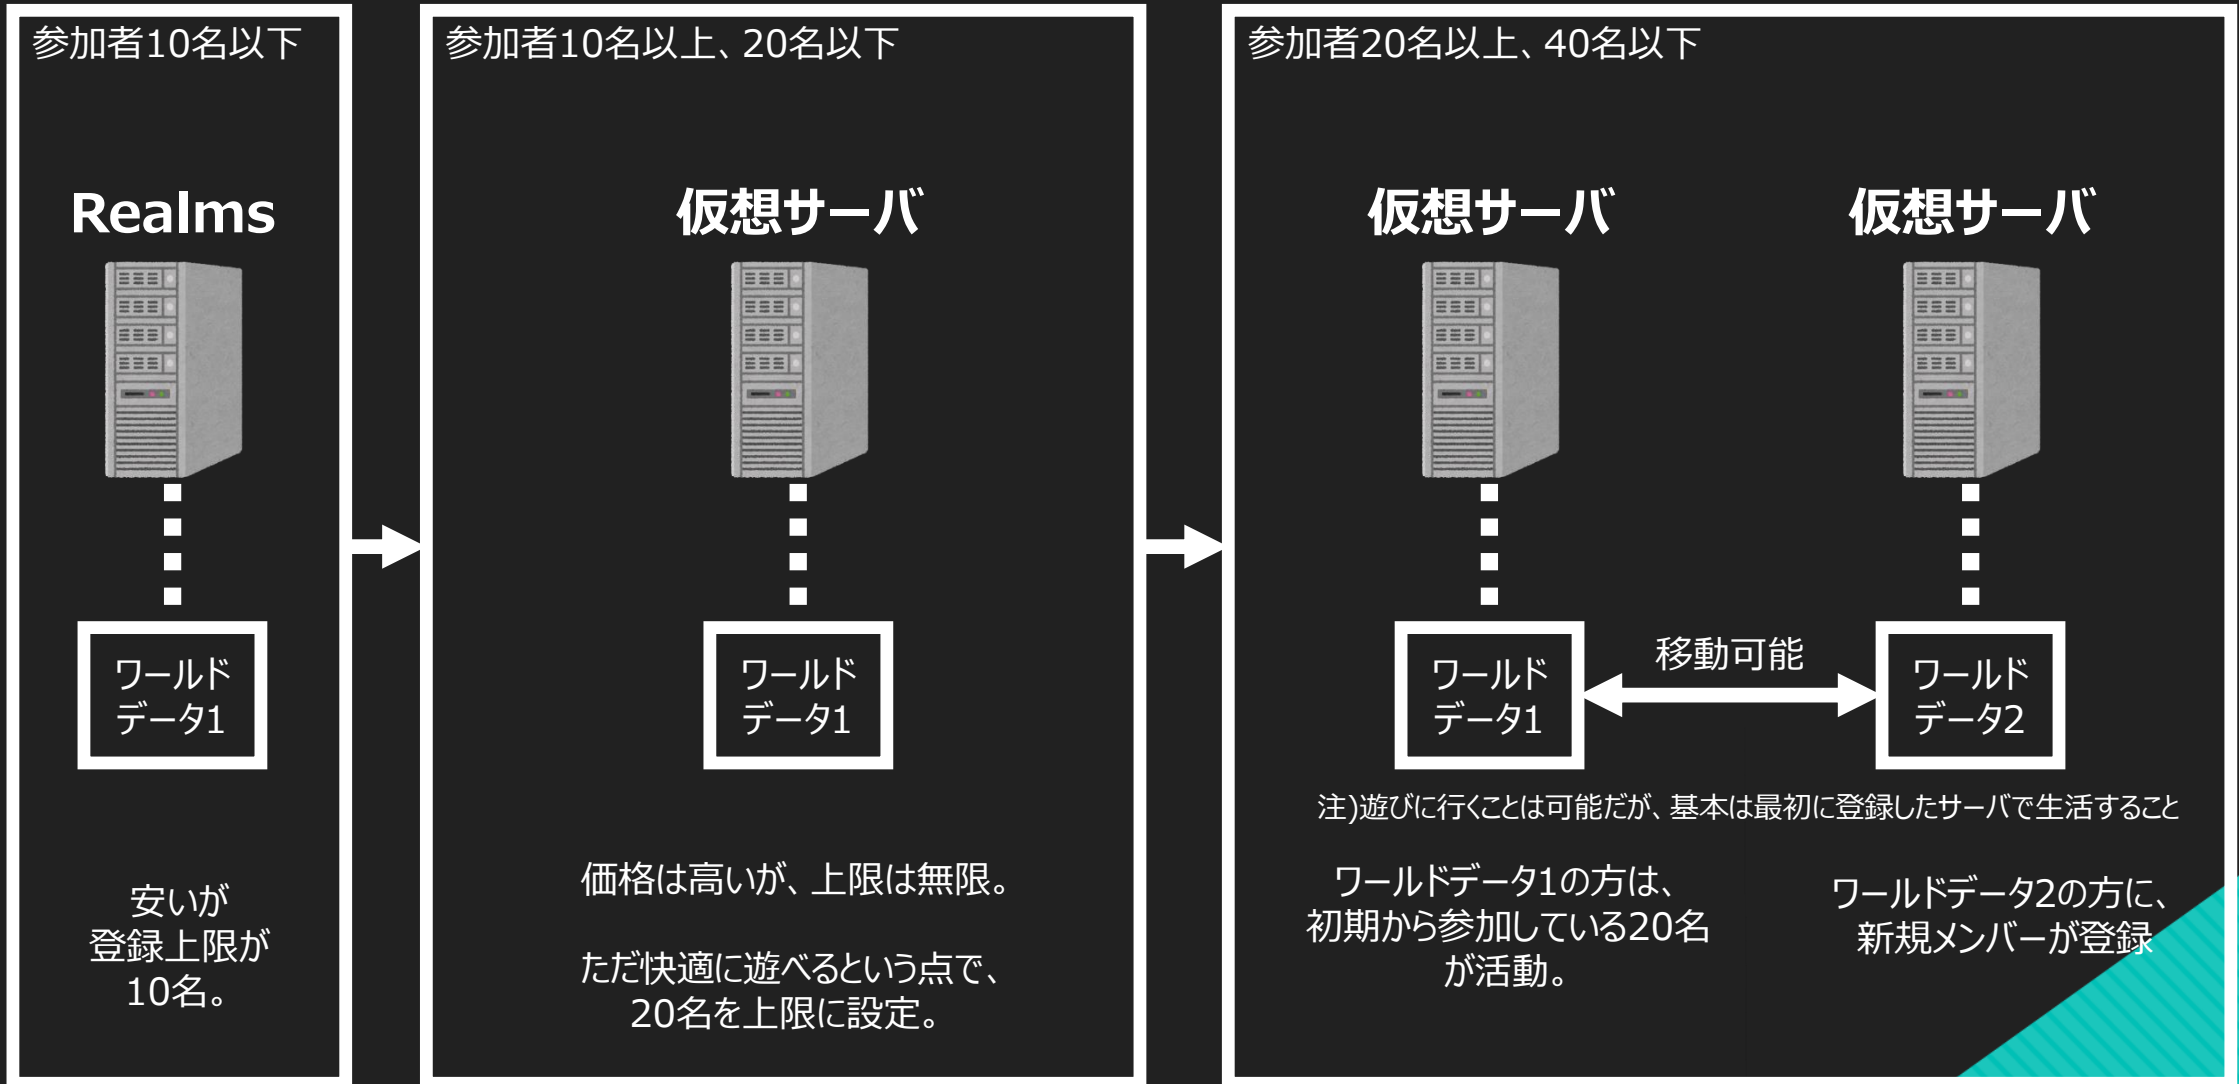 参加者10名以下
Realms
ワールド
データ1
安いが
登録上限が
10名。
参加者10名以上、20名以下
仮想サーバ
ワールド
データ1
価格は高いが、上限は無限。
ただ快適に遊べるという点で、
20名を上限に設定。
参加者20名以上、40名以下
仮想サーバ
仮想サーバ
ワールド
データ1
移動可能
ワールド
データ2
注)遊びに行くことは可能だが、基本は最初に登録したサーバで生活すること
ワールドデータ1の方は、
初期から参加している20名
が活動。
ワールドデータ2の方に、
新規メンバーが登録